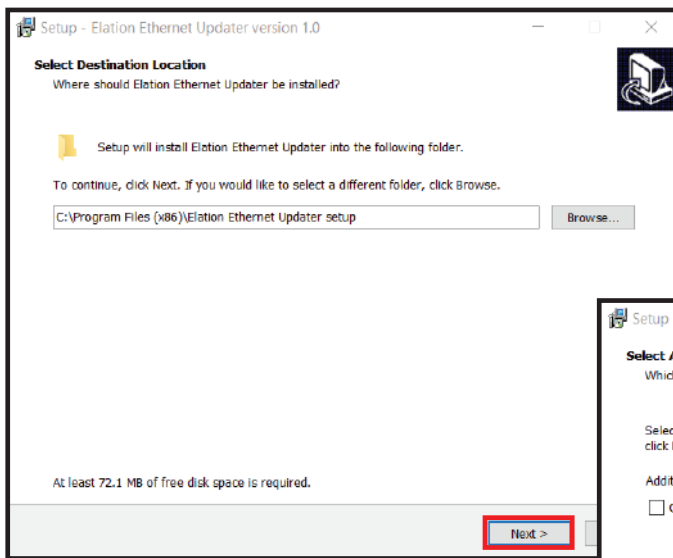 Setup - Elation Ethernet Updater version 1.0
Select Destination Location
Where should Elation Ethernet Updater be installed?
Setup will install Elation Ethernet Updater into the following folder.
To continue, click Next. If you would like to select a different folder, click Browse.
C:\Program Files (x86)\Elation Ethernet Updater setup
Browse...
At least 72.1 MB of free disk space is required.
Next >
Setup
Select
click